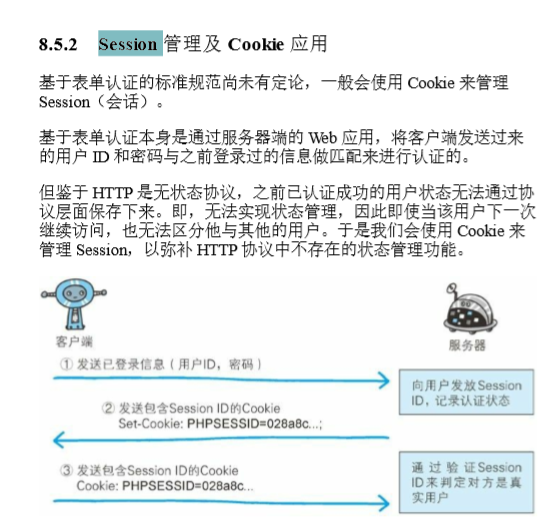 8.5.2 Session 管理及 Cookie 应用
基于表单认证的标准规范尚未有定论，一般会使用 Cookie 来管理
Session（会话）。
基于表单认证本身是通过服务器端的 Web 应用，将客户端发送过来
的用户 ID 和密码与之前登录过的信息做匹配来进行认证的。
但鉴于 HTTP 是无状态协议，之前已认证成功的用户状态无法通过协
议层面保存下来。即，无法实现状态管理，因此即使当该用户下一次
继续访问，也无法区分他与其他的用户。于是我们会使用 Cookie 来
管理 Session，以弥补 HTTP 协议中不存在的状态管理功能。
客户端
服务器
① 发送已登录信息（用户ID，密码）
向用户发放Session
ID，记录认证状态
② 发送包含Session ID的Cookie
Set-Cookie: PHPSESSID=028a8c...;
③ 发送包含Session ID的Cookie
Cookie: PHPSESSID=028a8c...
通过验证Session
ID来判定对方是真
实用户